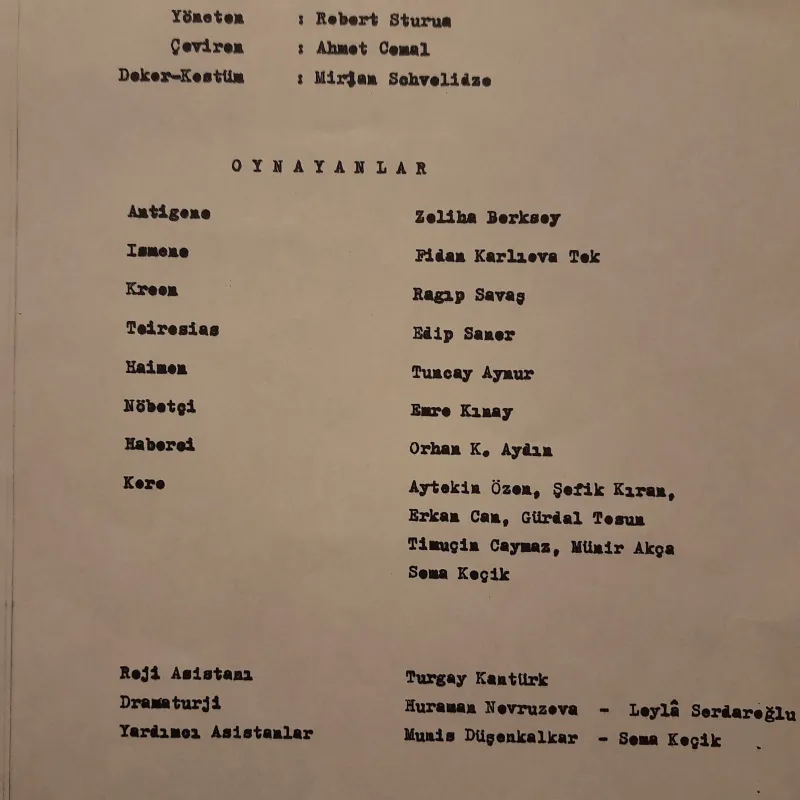 Yöneten : Robert Sturua
Çeviren : Ahmet Cemal
Dekor-Kostüm : Mirjam Schvelidze
O Y N A Y A N L A R
Antigone Zeliha Berksoy
Ismene Fidan Karlıova Tek
Kreon Ragıp Savaş
Teiresias Edip Saner
Haimon Tuncay Aynur
Nöbetçi Emre Kınay
Haberci Orhan K. Aydın
Koro Aytekin Özen, Şefik Kıran,
Erkan Can, Gürdal Tosun
Timuçin Caymaz, Münir Akça
Sema Keçik
Reji Asistanı Turgay Kantürk
Dramaturji Huraman Nevruzova - Leylâ Serdaroğlu
Yardımcı Asistanlar Munis Düşenkalkar - Sema Keçik